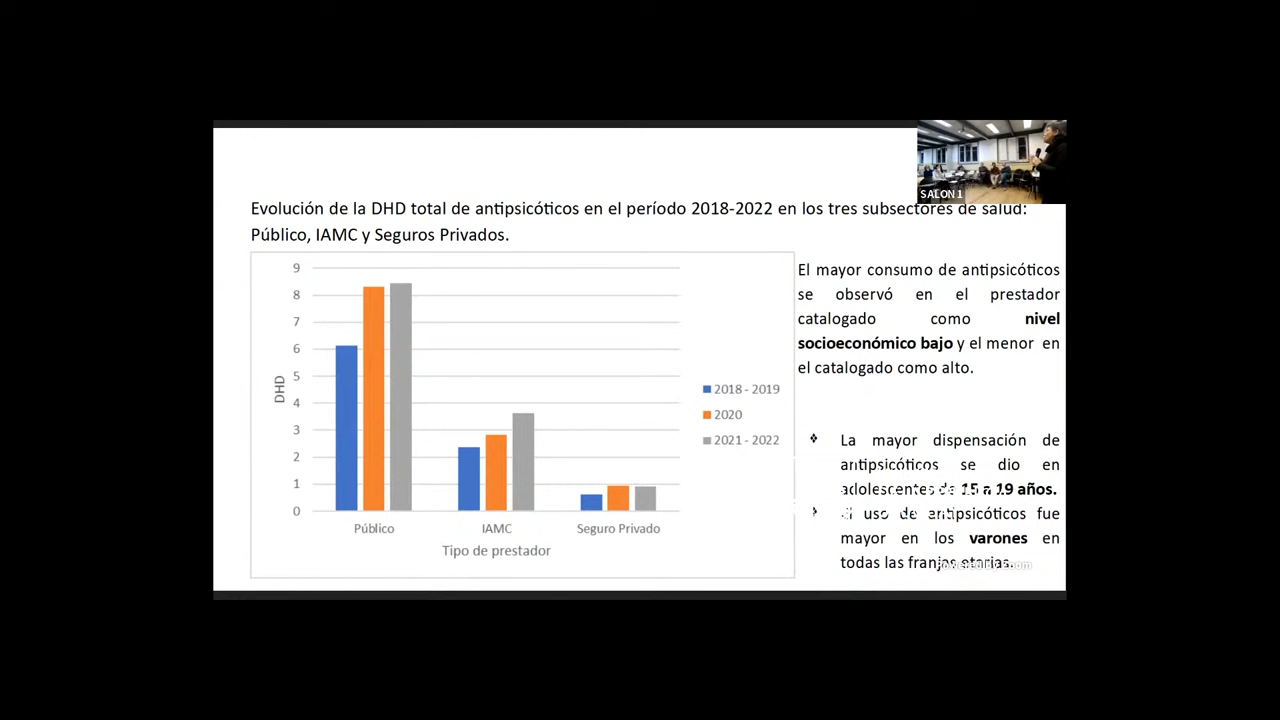 SALON 1
Evolución de la DHD total de antipsicóticos en el período 2018-2022 en los tres subsectores de salud:
Público, IAMC y Seguros Privados.
9
8
7
6
5
4
3
2
1
0
DHD
Público
IAMC
Seguro Privado
Tipo de prestador
2018 - 2019
2020
2021 - 2022
El mayor consumo de antipsicóticos
se observó en el prestador
catalogado como nivel
socioeconómico bajo y el menor en
el catalogado como alto.
❖ La mayor dispensación de
antipsicóticos se dio en
adolescentes de 15 a 19 años.
❖ El uso de antipsicóticos fue
mayor en los varones en
todas las franjas etarias.
Powered by Zoom